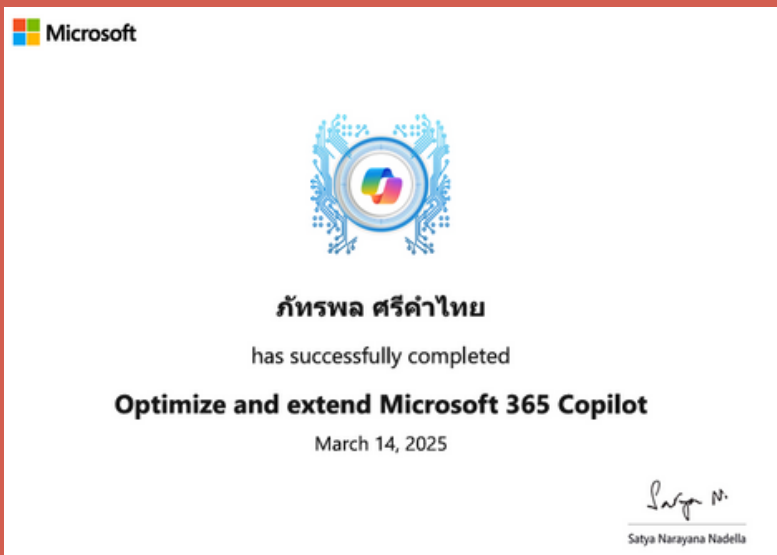 Microsoft
ภัทรพล ศรีคำไทย
has successfully completed
Optimize and extend Microsoft 365 Copilot
March 14, 2025
Satya N.
Satya Narayana Nadella